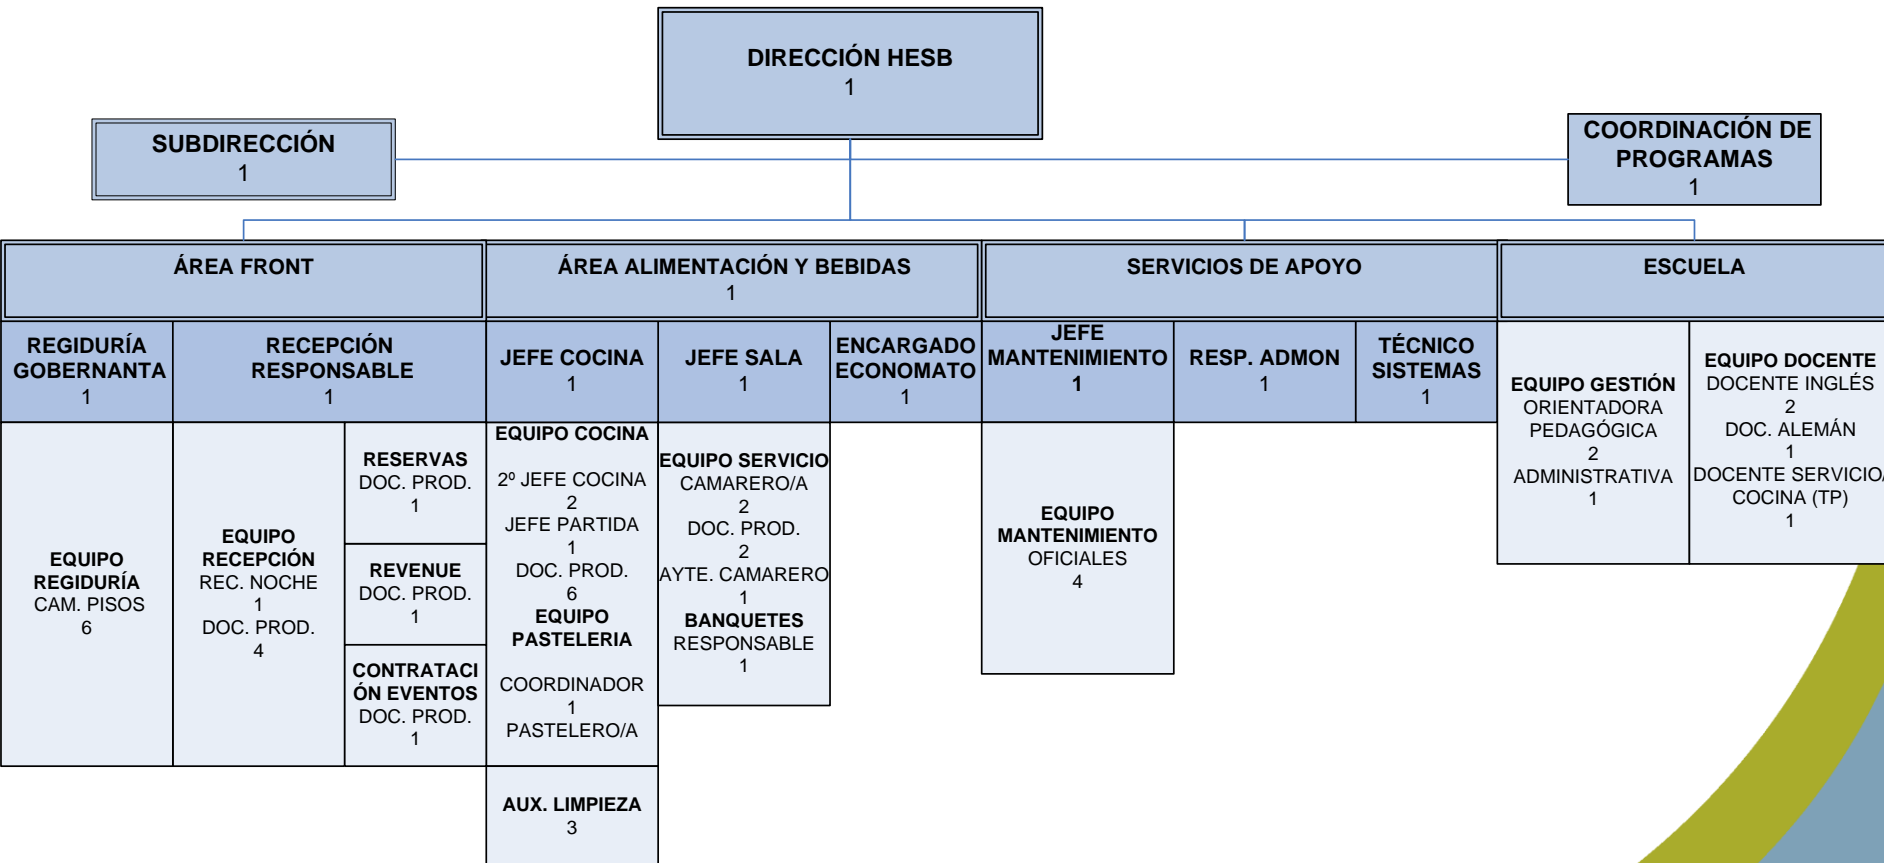 DIRECCIÓN HESB
1
SUBDIRECCIÓN
1
COORDINACIÓN DE
PROGRAMAS
1
ÁREA FRONT
ÁREA ALIMENTACIÓN Y BEBIDAS
1
SERVICIOS DE APOYO
ESCUELA
REGIDURÍA
GOBERNANTA
1
RECEPCIÓN
RESPONSABLE
1
JEFE COCINA
1
JEFE SALA
1
ENCARGADO
ECONOMATO
1
JEFE
MANTENIMIENTO
1
RESP. ADMON
1
TÉCNICO
SISTEMAS
1
EQUIPO GESTIÓN
ORIENTADORA
PEDAGÓGICA
2
ADMINISTRATIVA
1
EQUIPO DOCENTE
DOCENTE INGLÉS
2
DOC. ALEMÁN
1
DOCENTE SERVICIO/
COCINA (TP)
1
EQUIPO
REGIDURÍA
CAM. PISOS
6
EQUIPO
RECEPCIÓN
REC. NOCHE
1
DOC. PROD.
4
RESERVAS
DOC. PROD.
1
REVENUE
DOC. PROD.
1
CONTRATACI
ÓN EVENTOS
DOC. PROD.
1
EQUIPO COCINA
2º JEFE COCINA
2
JEFE PARTIDA
1
DOC. PROD.
6
EQUIPO
PASTELERIA
COORDINADOR
1
PASTELERO/A
AUX. LIMPIEZA
3
EQUIPO SERVICIO
CAMARERO/A
2
DOC. PROD.
2
AYTE. CAMARERO
1
BANQUETES
RESPONSABLE
1
EQUIPO
MANTENIMIENTO
OFICIALES
4